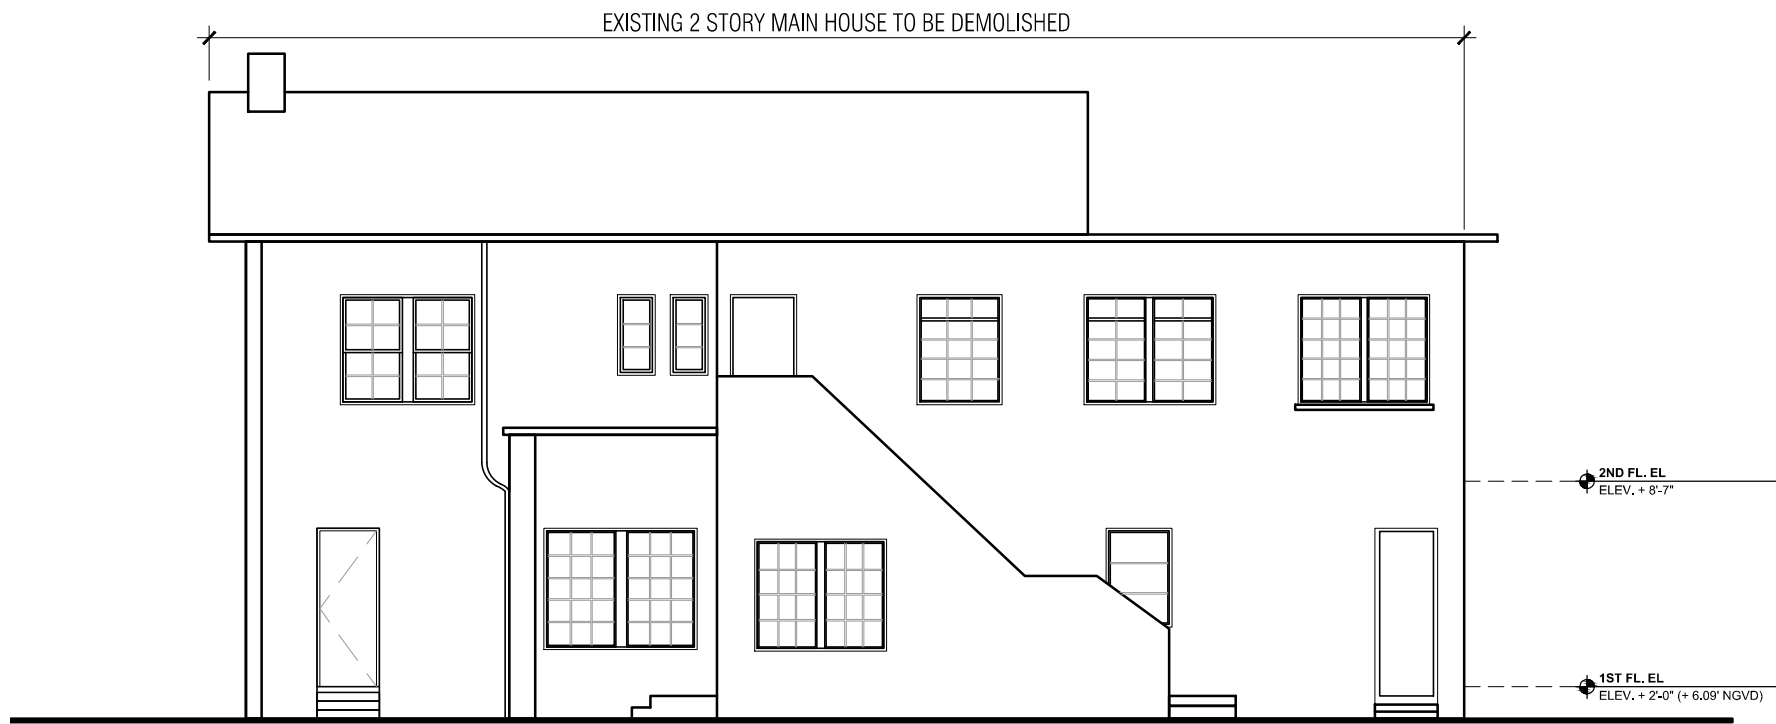 EXISTING 2 STORY MAIN HOUSE TO BE DEMOLISHED
2ND FL. EL
ELEV. + 8'-7"
1ST FL. EL
ELEV. + 2'-0" (+ 6.09' NGVD)